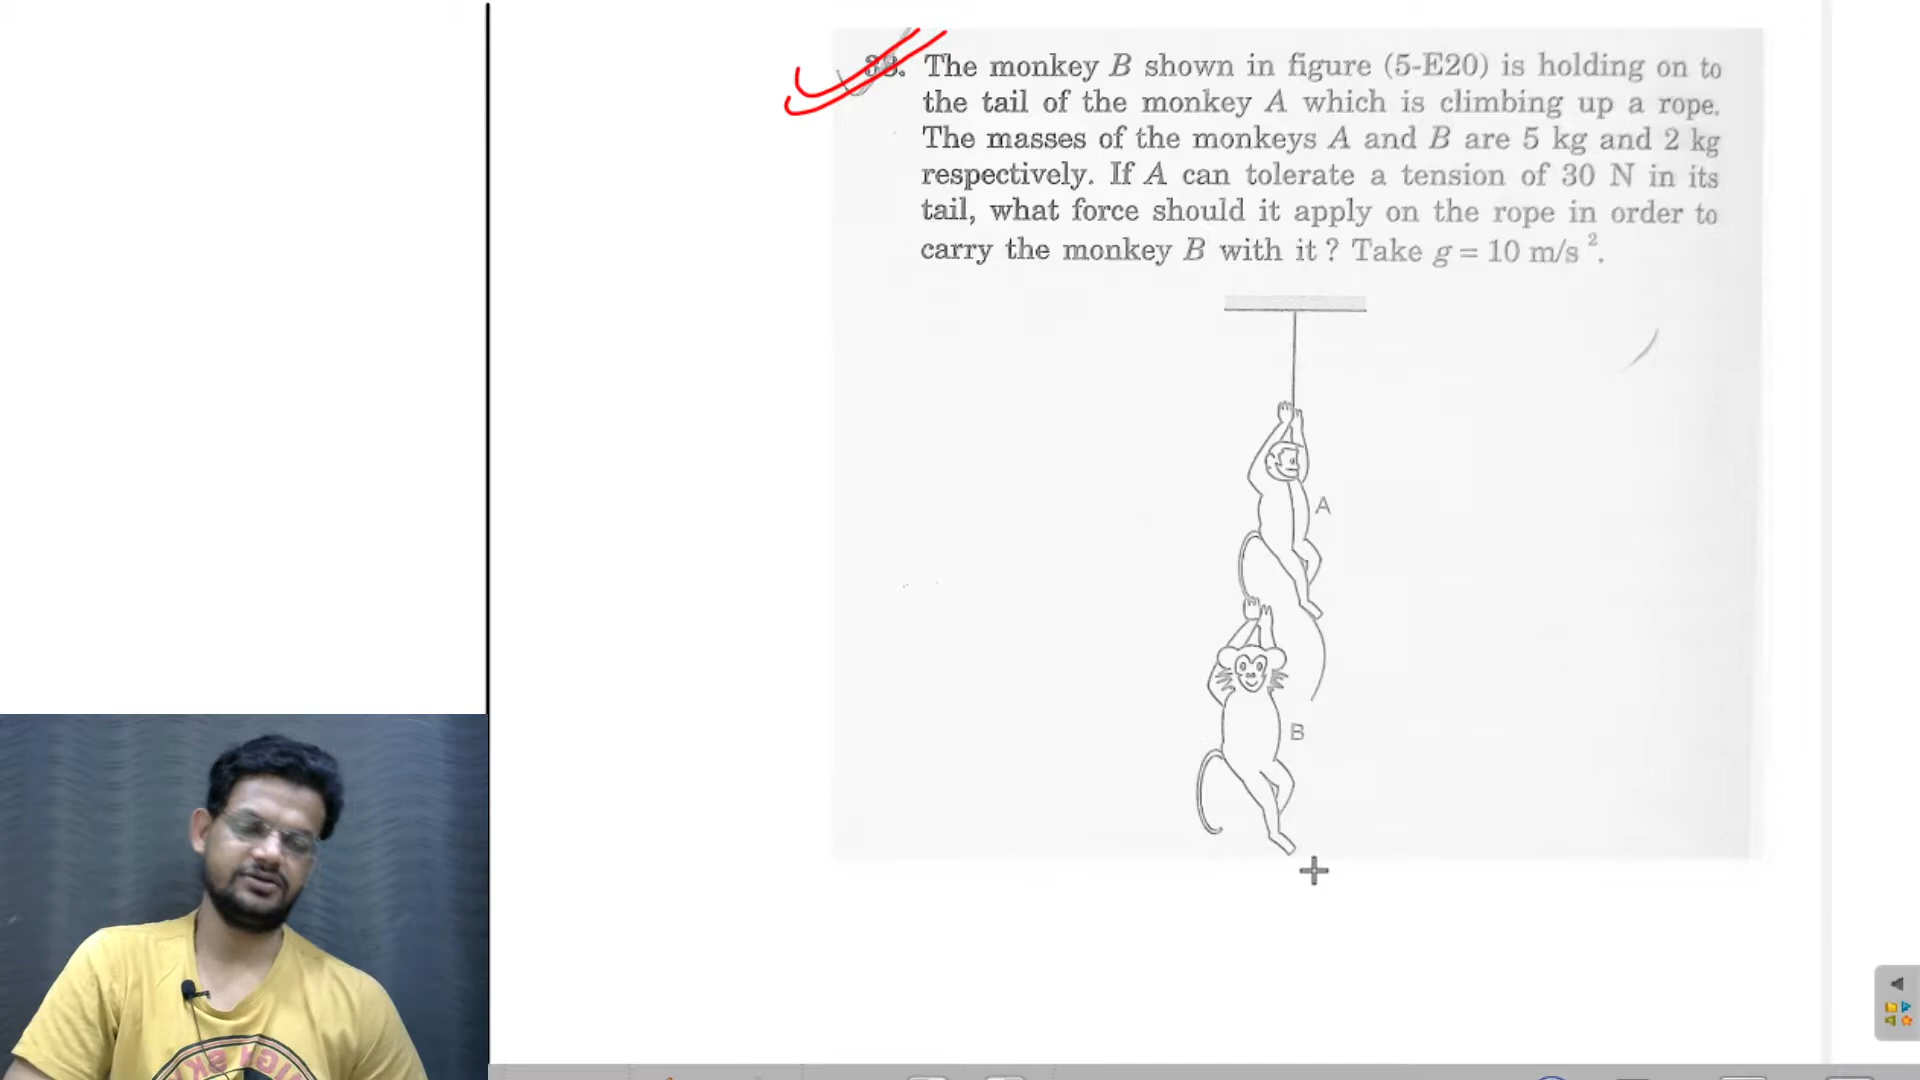 38. The monkey B shown in figure (5-E20) is holding on to
the tail of the monkey A which is climbing up a rope.
The masses of the monkeys A and B are 5 kg and 2 kg
respectively. If A can tolerate a tension of 30 N in its
tail, what force should it apply on the rope in order to
carry the monkey B with it ? Take g = 10 m/s².
A
B